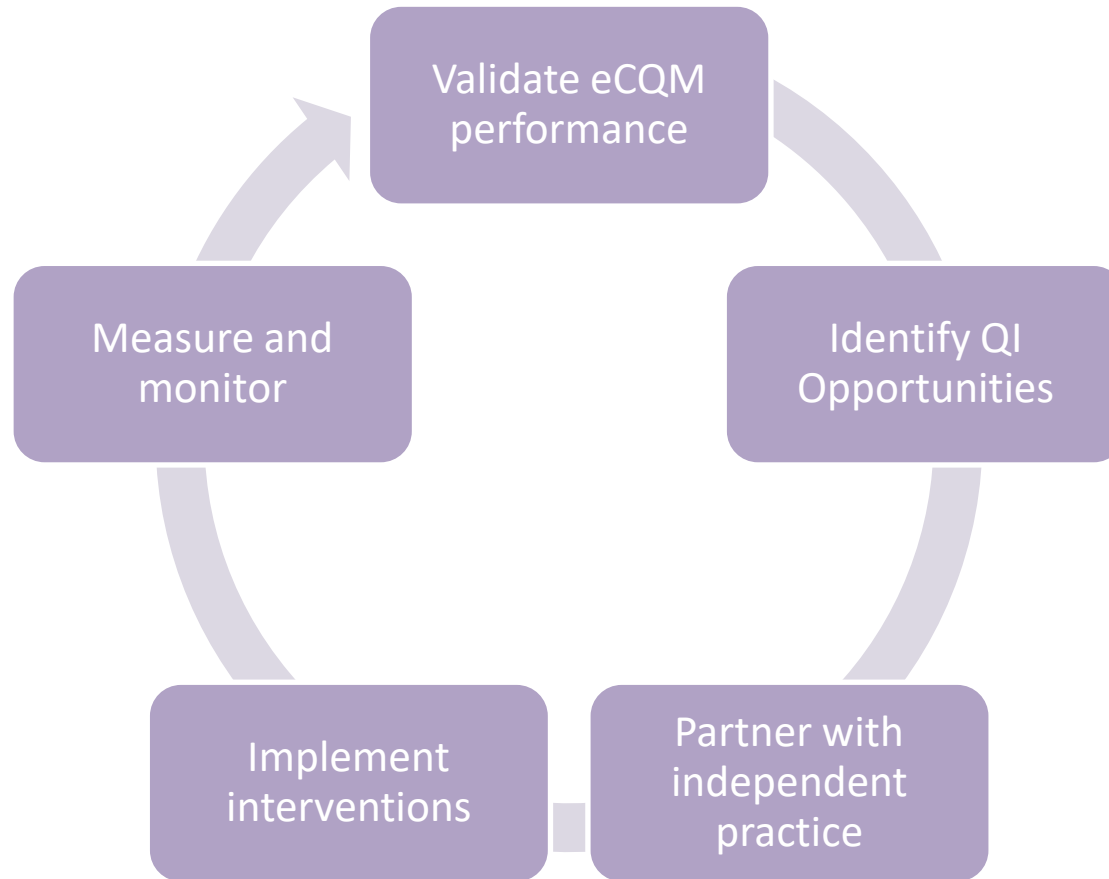 Validate eCQM
performance
Identify QI
Opportunities
Partner with
independent
practice
Implement
interventions
Measure and
monitor